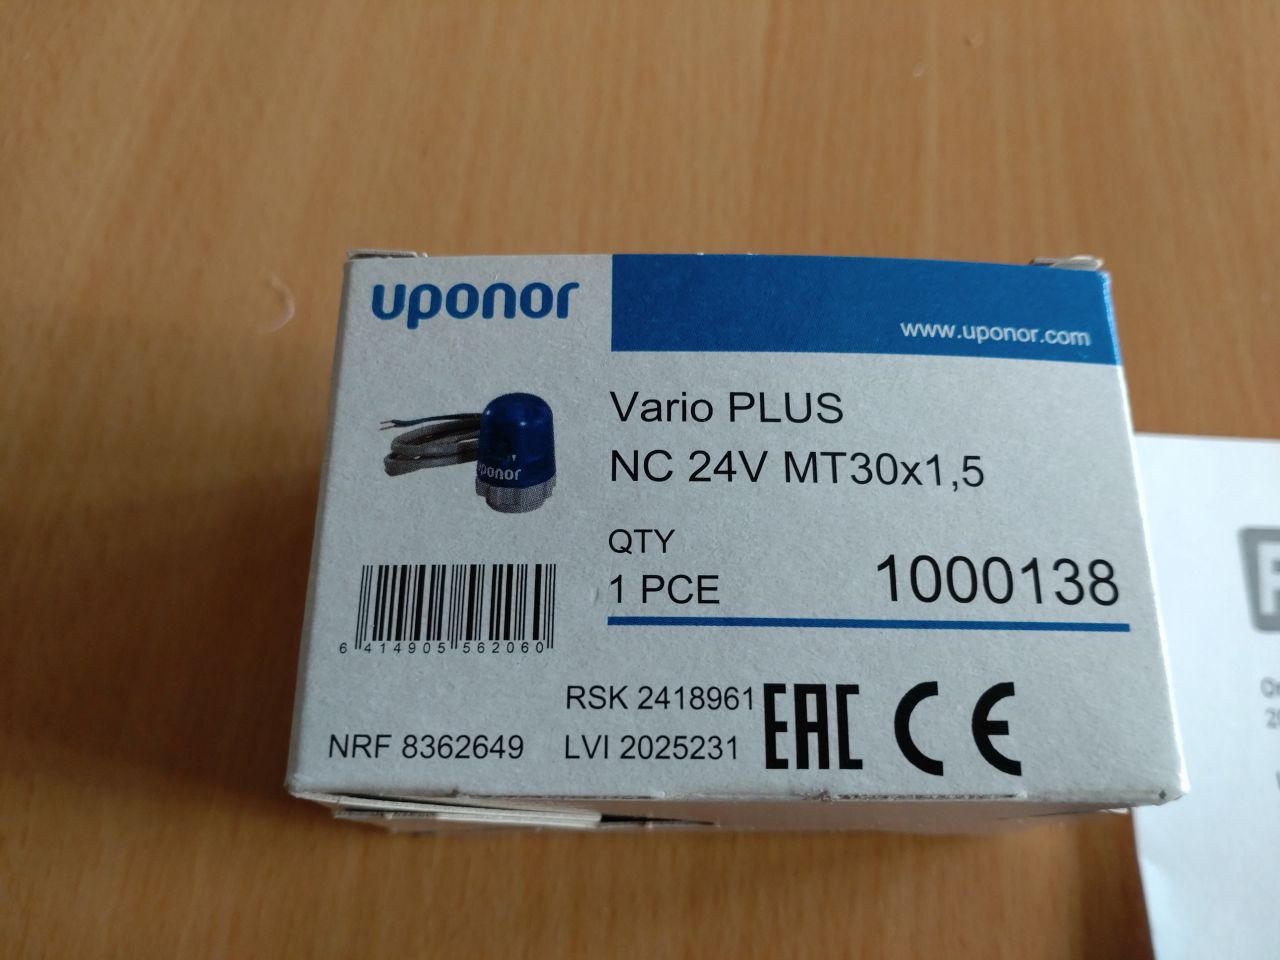 uponor
www.uponor.com
Vario PLUS
NC 24V MT30x1,5
uponor
QTY
1 PCE
1000138
6 414905 562060
RSK 2418961
NRF 8362649
LVI 2025231
EAC CE